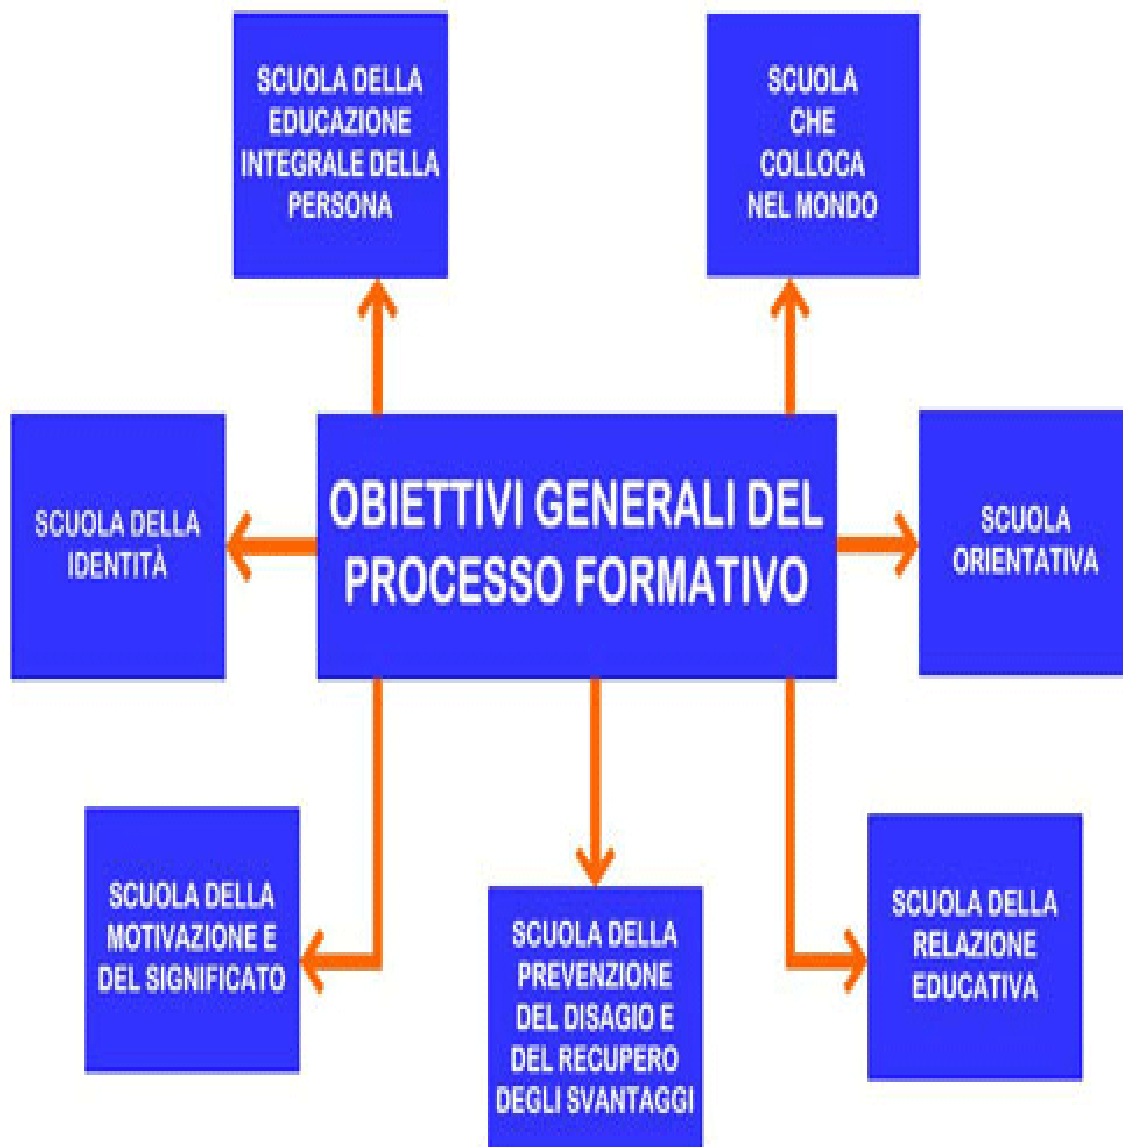 SCUOLA DELLA
EDUCAZIONE
INTEGRALE DELLA
PERSONA
SCUOLA
CHE
COLLOCA
NEL MONDO
SCUOLA DELLA
IDENTITÀ
OBIETTIVI GENERALI DEL
PROCESSO FORMATIVO
SCUOLA
ORIENTATIVA
SCUOLA DELLA
MOTIVAZIONE E
DEL SIGNIFICATO
SCUOLA DELLA
PREVENZIONE
DEL DISAGIO E
DEL RECUPERO
DEGLI SVANTAGGI
SCUOLA DELLA
RELAZIONE
EDUCATIVA